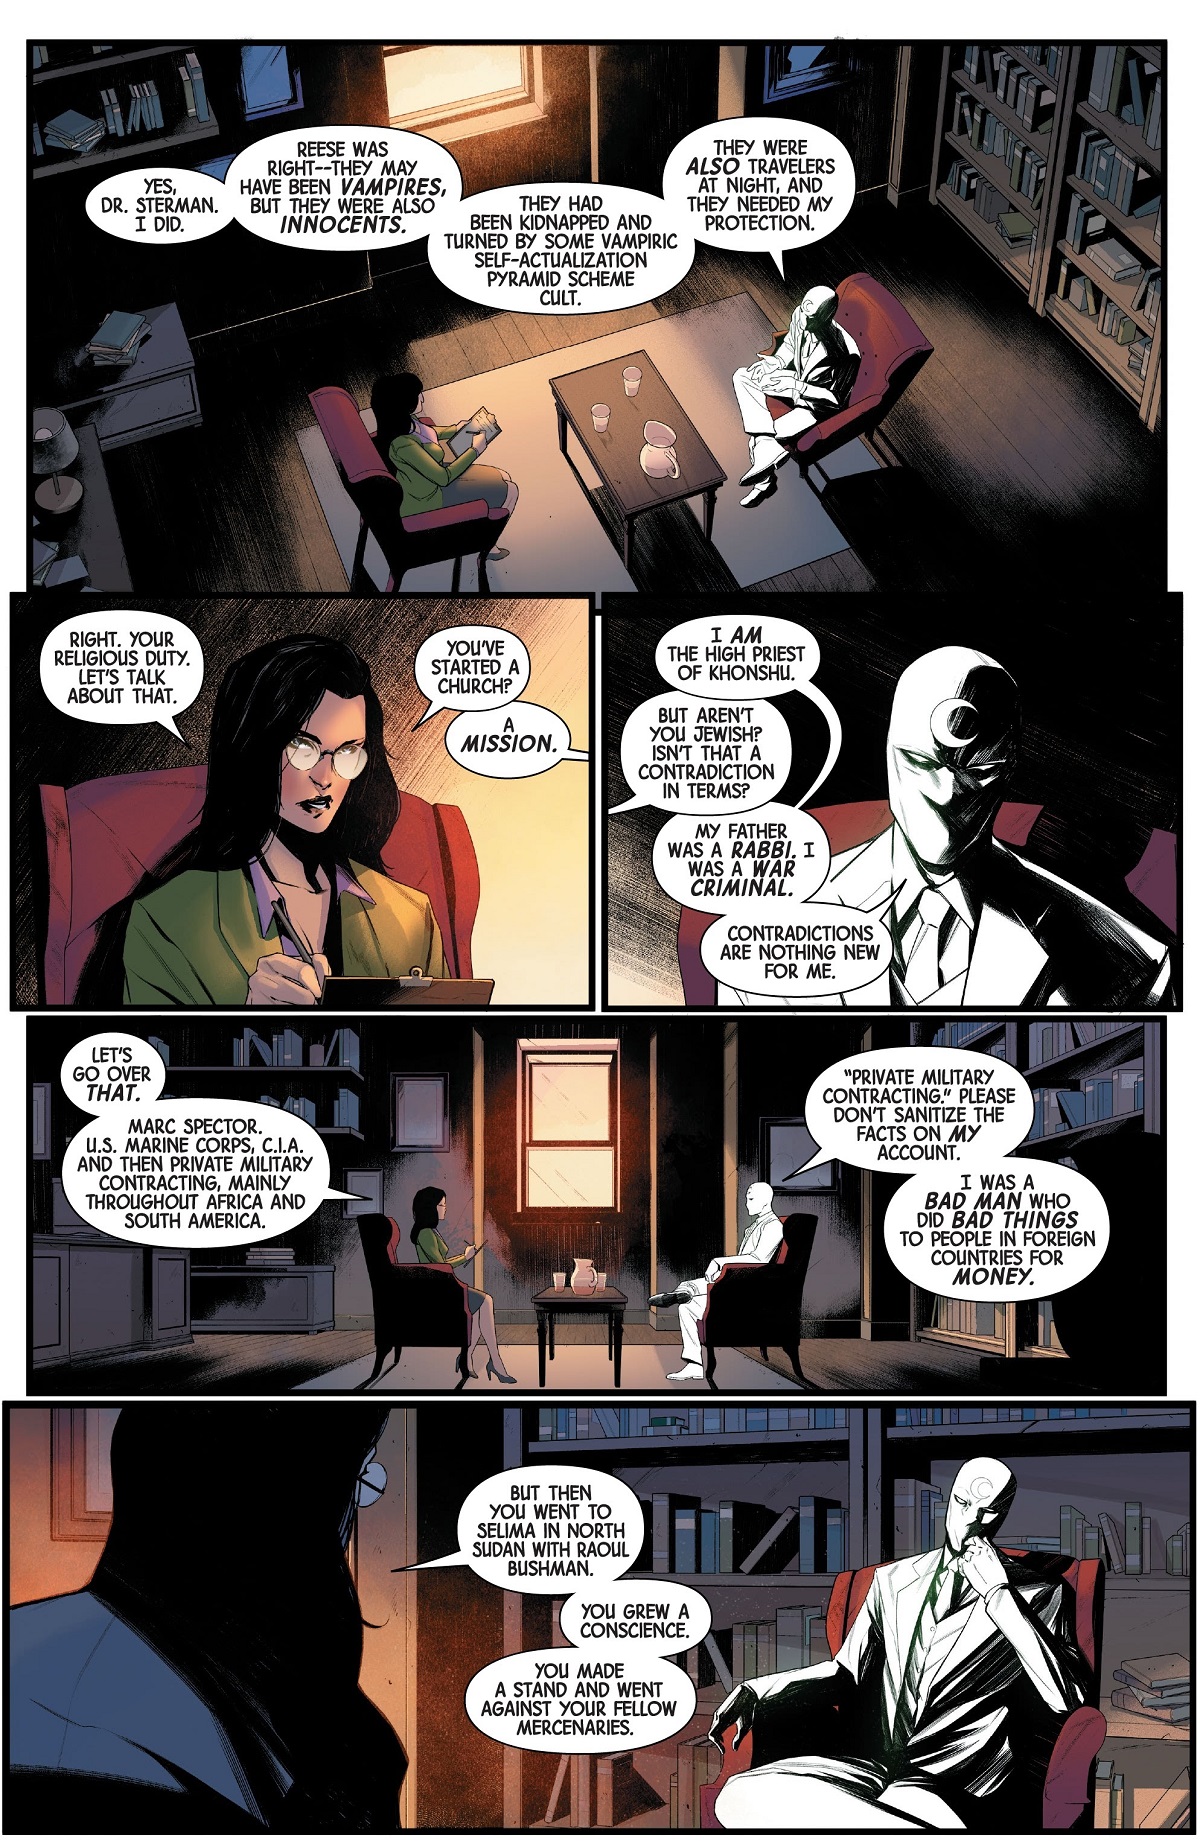 YES,
DR. STERMAN.
I DID.
REESE WAS
RIGHT--THEY MAY
HAVE BEEN VAMPIRES,
BUT THEY WERE ALSO
INNOCENTS.
THEY HAD
BEEN KIDNAPPED AND
TURNED BY SOME VAMPIRIC
SELF-ACTUALIZATION
PYRAMID SCHEME
CULT.
THEY WERE
ALSO TRAVELERS
AT NIGHT, AND
THEY NEEDED MY
PROTECTION.
RIGHT. YOUR
RELIGIOUS DUTY.
LET'S TALK
ABOUT THAT.
YOU'VE
STARTED A
CHURCH?
A
MISSION.
I AM
THE HIGH PRIEST
OF KHONSHU.
BUT AREN'T
YOU JEWISH?
ISN'T THAT A
CONTRADICTION
IN TERMS?
MY FATHER
WAS A RABBI. I
WAS A WAR
CRIMINAL.
CONTRADICTIONS
ARE NOTHING NEW
FOR ME.
LET'S
GO OVER
THAT.
MARC SPECTOR.
U.S. MARINE CORPS, C.I.A.
AND THEN PRIVATE MILITARY
CONTRACTING, MAINLY
THROUGHOUT AFRICA AND
SOUTH AMERICA.
"PRIVATE MILITARY
CONTRACTING." PLEASE
DON'T SANITIZE THE
FACTS ON MY
ACCOUNT.
I WAS A
BAD MAN WHO
DID BAD THINGS
TO PEOPLE IN FOREIGN
COUNTRIES FOR
MONEY.
BUT THEN
YOU WENT TO
SELIMA IN NORTH
SUDAN WITH RAOUL
BUSHMAN.
YOU GREW A
CONSCIENCE.
YOU MADE
A STAND AND WENT
AGAINST YOUR FELLOW
MERCENARIES.